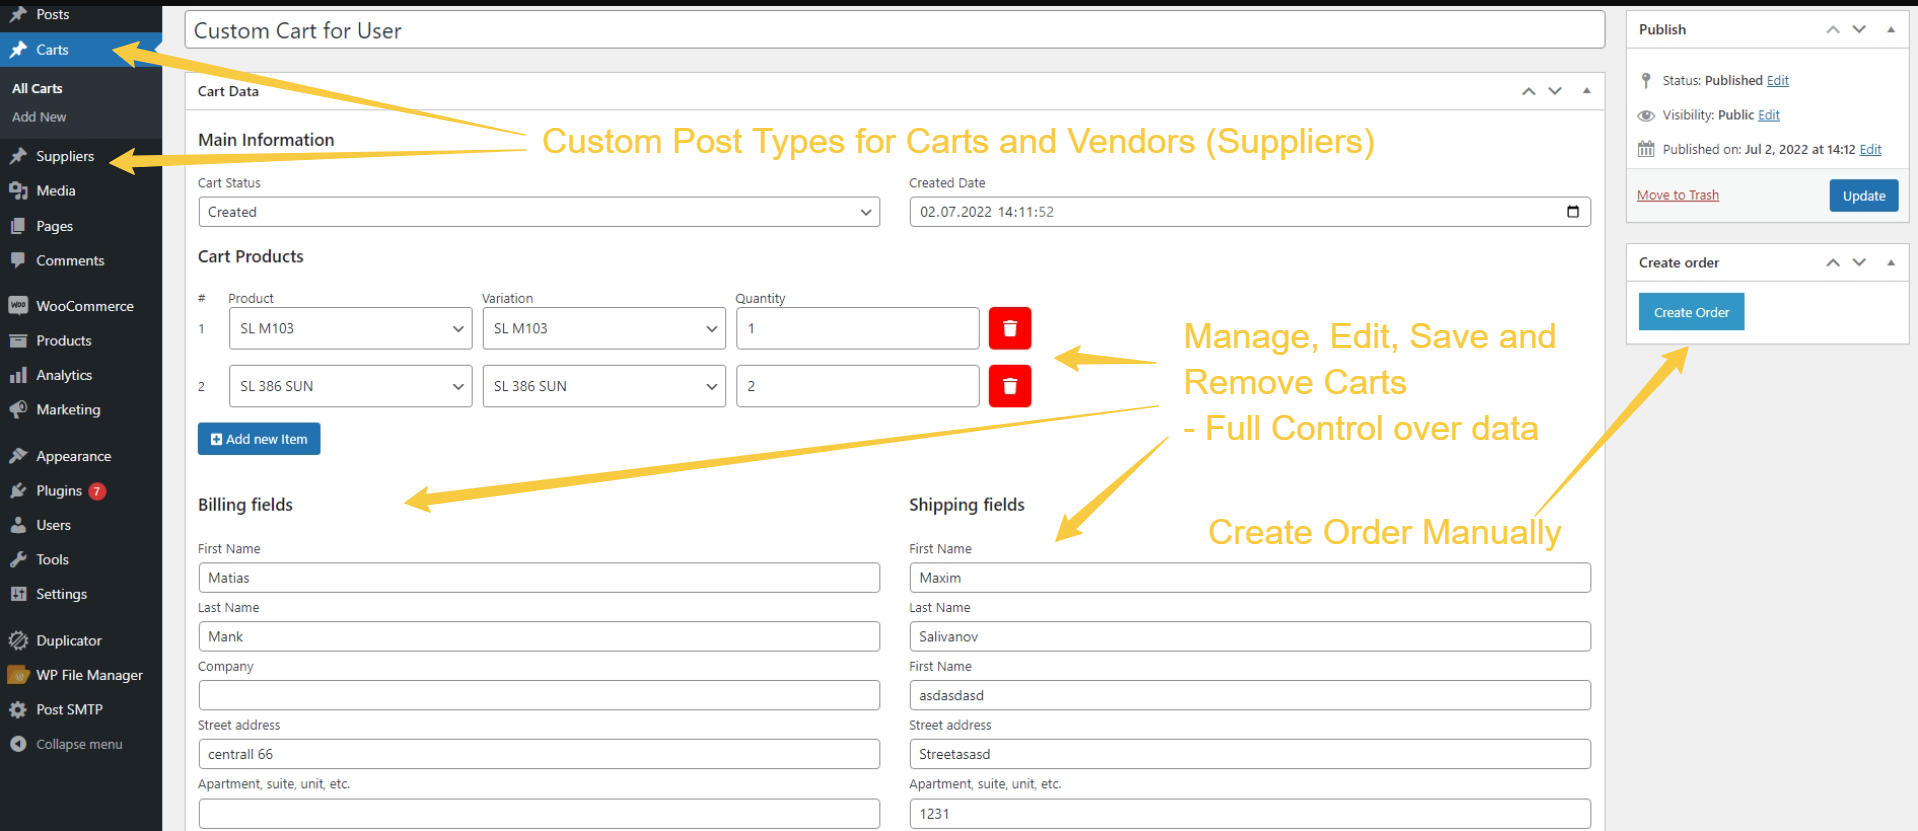 Posts
Carts
All Carts
Add New
Suppliers
Media
Pages
Comments
WOO
WooCommerce
Products
Analytics
Marketing
Appearance
Plugins 7
Users
Tools
Settings
Duplicator
WP File Manager
Post SMTP
Collapse menu
Custom Cart for User
Cart Data
Main Information
Custom Post Types for Carts and Vendors (Suppliers)
Cart Status
Created
Created Date
02.07.2022 14:11:52
Cart Products
# Product Variation Quantity
1 SL M103 SL M103 1
2 SL 386 SUN SL 386 SUN 2
Add new Item
Manage, Edit, Save and
Remove Carts
- Full Control over data
Billing fields
First Name
Matias
Last Name
Mank
Company
Street address
centrall 66
Apartment, suite, unit, etc.
Shipping fields
First Name
Maxim
Last Name
Salivanov
First Name
asdasdasd
Street address
Streetasasd
Apartment, suite, unit, etc.
1231
Create Order Manually
Publish
Status: Published Edit
Visibility: Public Edit
Published on: Jul 2, 2022 at 14:12 Edit
Move to Trash
Update
Create order
Create Order